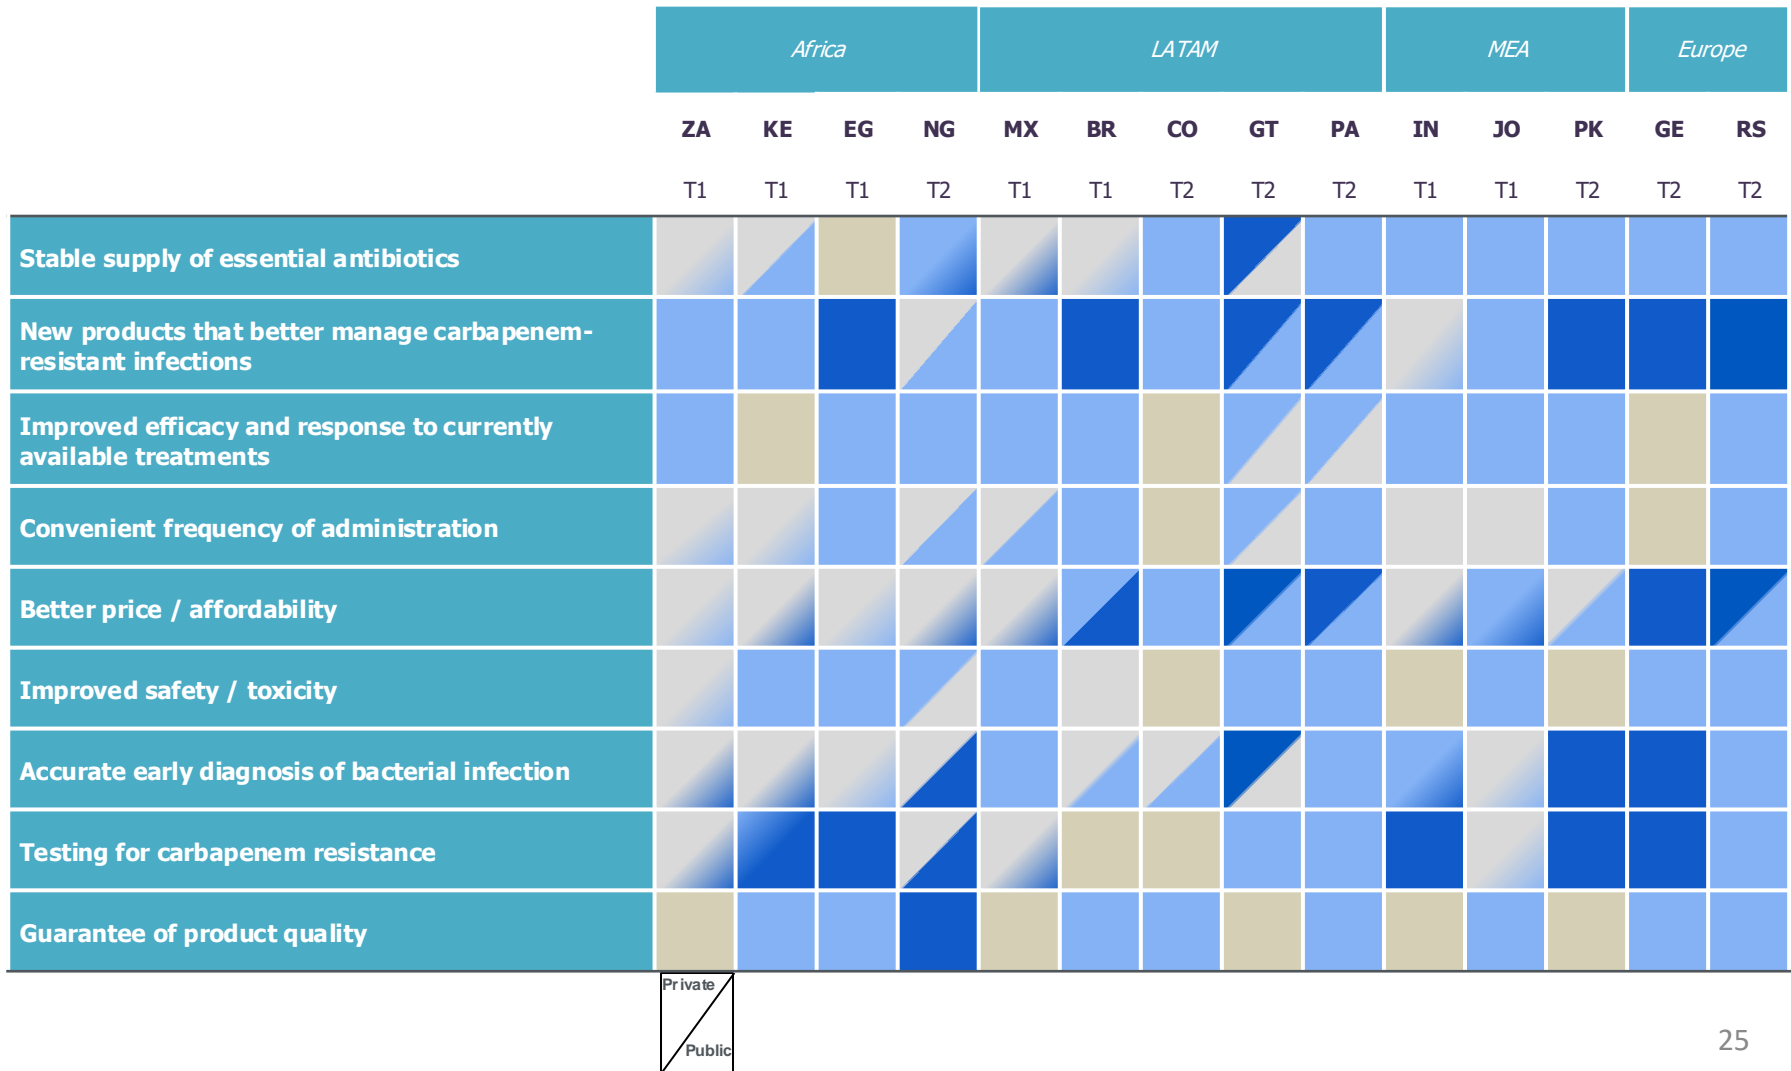 Africa LATAM MEA Europe
ZA KE EG NG MX BR CO GT PA IN JO PK GE RS
T1 T1 T1 T2 T1 T1 T2 T2 T2 T1 T1 T2 T2 T2
Stable supply of essential antibiotics
New products that better manage carbapenem-
resistant infections
Improved efficacy and response to currently
available treatments
Convenient frequency of administration
Better price / affordability
Improved safety / toxicity
Accurate early diagnosis of bacterial infection
Testing for carbapenem resistance
Guarantee of product quality
Private
Public
25